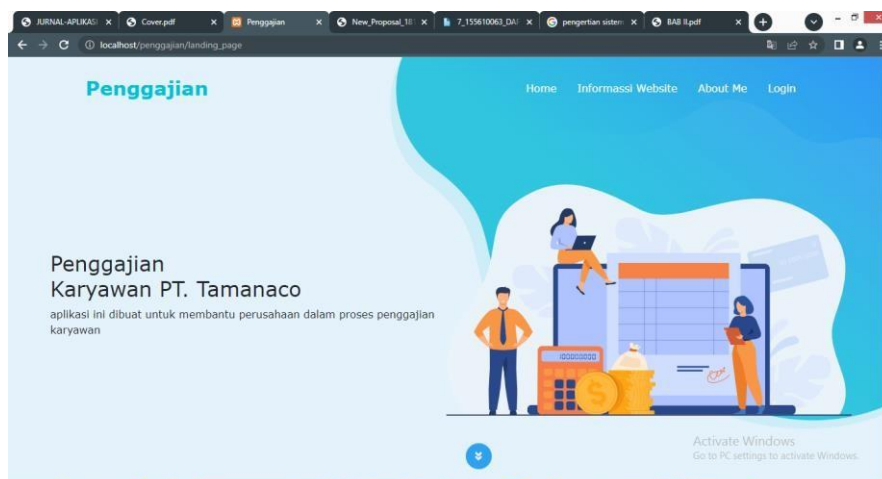 JURNAL-APLIKASI
Cover.pdf
Penggajian
New_Proposal_181
7_155610063_DAF
pengertian sistem
BAB II.pdf
localhost/penggajian/landing_page
Penggajian
Home Informassi Website About Me Login
Penggajian
Karyawan PT. Tamanaco
aplikasi ini dibuat untuk membantu perusahaan dalam proses penggajian
karyawan
Activate Windows
Go to PC settings to activate Windows.